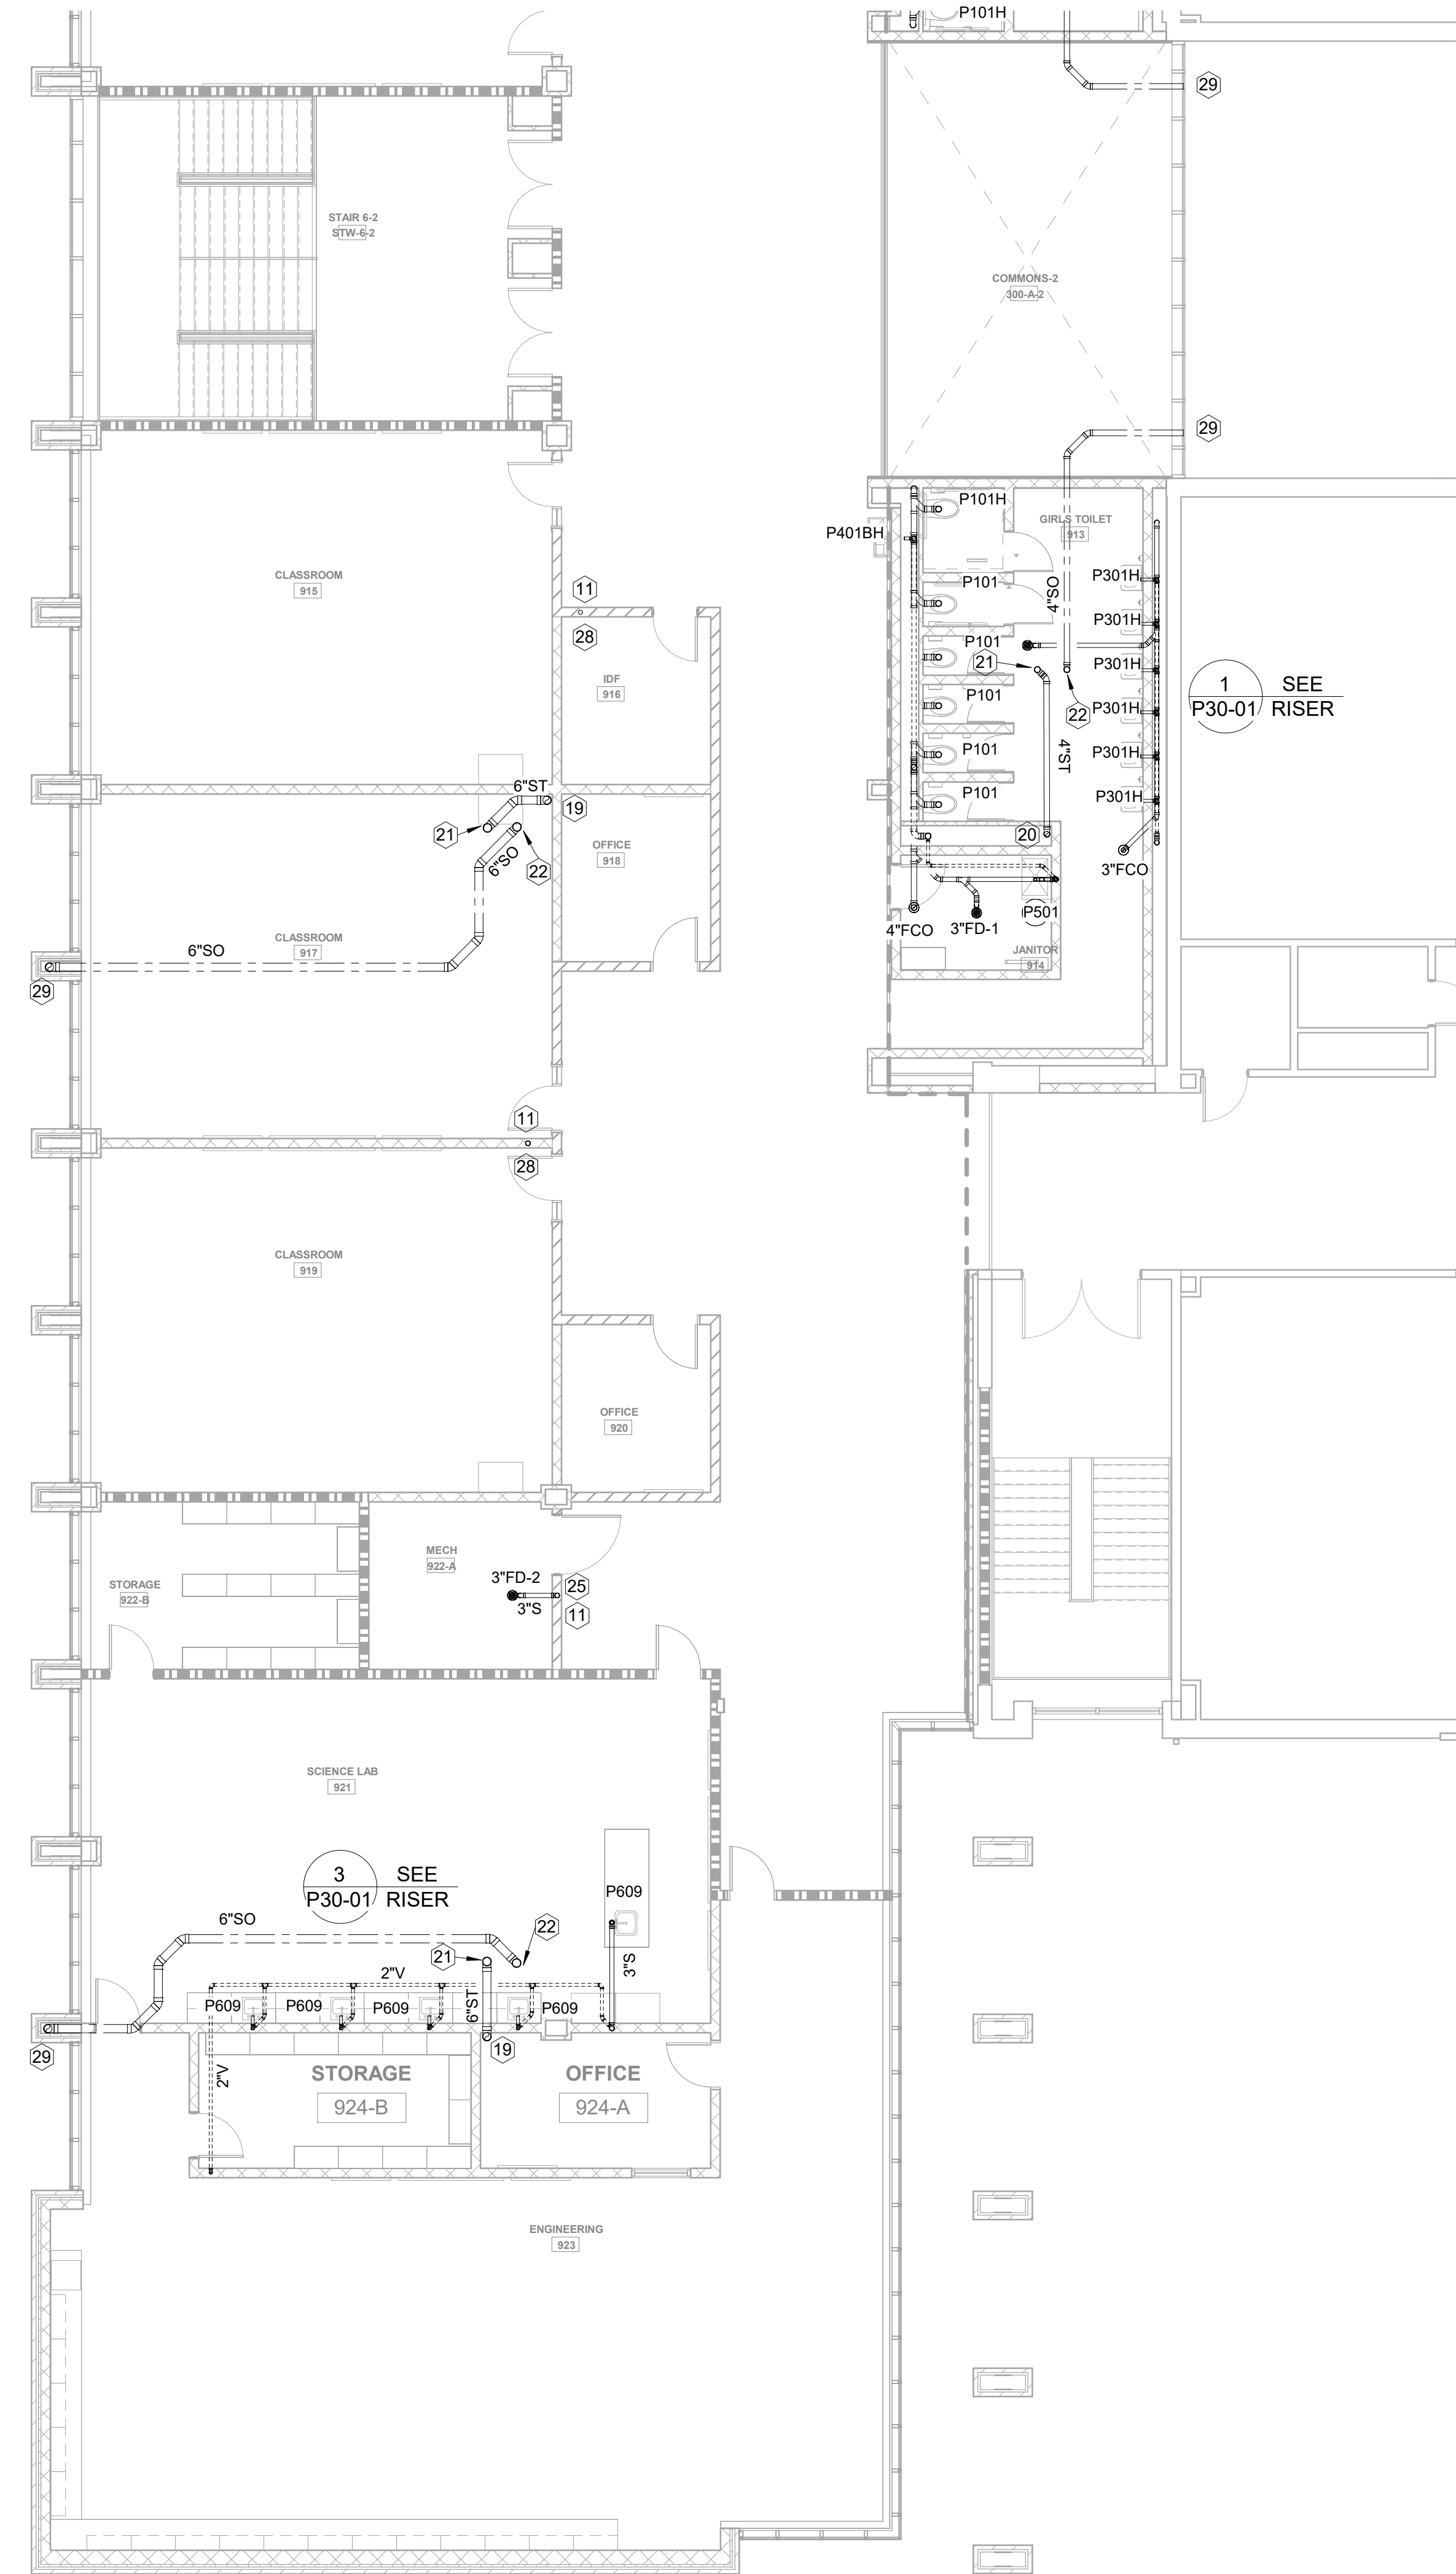 P101H
29
STAIR 6-2
STW-6-2
COMMONS-2
300-A-2
29
P101H
P401BH
GIRLS TOILET
913
CLASSROOM
915
11
28
IDF
916
P101
P301H
4"SO
P301H
P101
21
P301H
P101
22
P301H
1
P30-01
SEE
RISER
P101
4"ST
P301H
P101
P301H
6"ST
19
21
6"SO
22
OFFICE
918
20
3"FCO
P501
4"FCO
3"FD-1
JANITOR
914
CLASSROOM
917
6"SO
29
11
28
CLASSROOM
919
OFFICE
920
MECH
922-A
3"FD-2
3"S
25
11
STORAGE
922-B
SCIENCE LAB
921
3
P30-01
SEE
RISER
P609
6"SO
22
21
3"S
2"V
P609
P609
P609
6"ST
P609
29
19
2"V
STORAGE
924-B
OFFICE
924-A
ENGINEERING
923